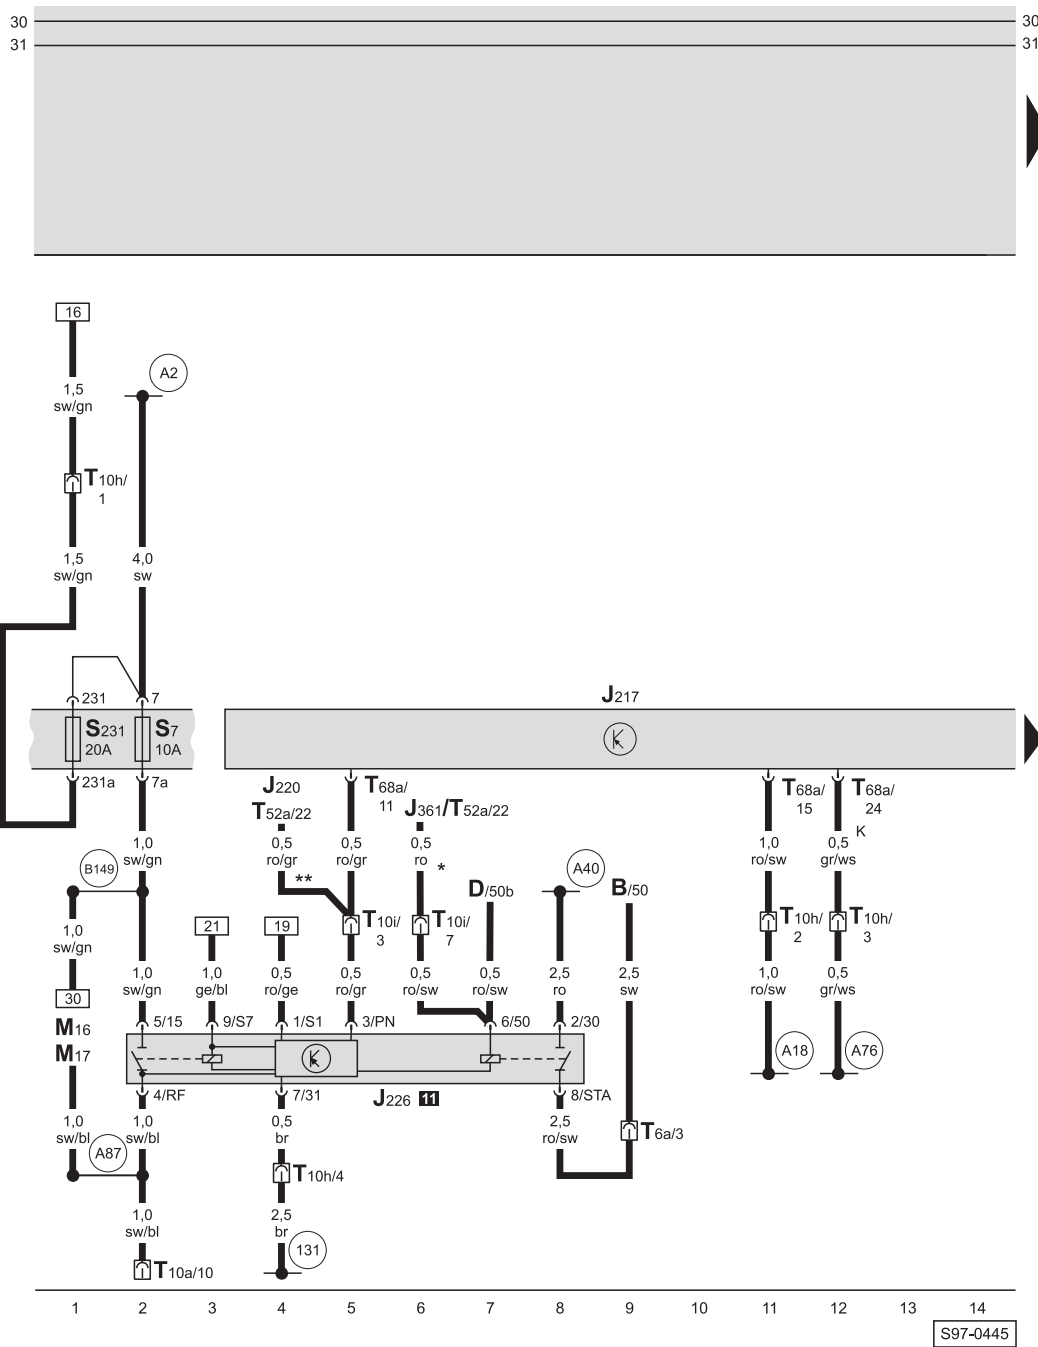 30 30
31 31
16
A2
1,5
sw/gn
T10h/
1
1,5
sw/gn
4,0
sw
231 7
J217
S231
20A
S7
10A
231a 7a
J220
T52a/22
T68a/
11
J361/T52a/22
T68a/
15
T68a/
24
K
1,0
sw/gn
0,5
ro/gr
0,5
ro/gr
0,5
ro
1,0
ro/sw
0,5
gr/ws
B149
**
*
D/50b
A40
B/50
1,0
sw/gn
21
19
T10i/
3
T10i/
7
T10h/
2
T10h/
3
30
1,0
sw/gn
1,0
ge/bl
0,5
ro/ge
0,5
ro/gr
0,5
ro/sw
0,5
ro/sw
2,5
ro
2,5
sw
1,0
ro/sw
0,5
gr/ws
M16
M17
5/15 9/S7 1/S1 3/PN 6/50 2/30
A18
A76
4/RF 7/31 J226 11 8/STA
1,0
sw/bl
1,0
sw/bl
0,5
br
2,5
ro/sw
T6a/3
A87
T10h/4
1,0
sw/bl
2,5
br
131
T10a/10
1 2 3 4 5 6 7 8 9 10 11 12 13 14
S97-0445